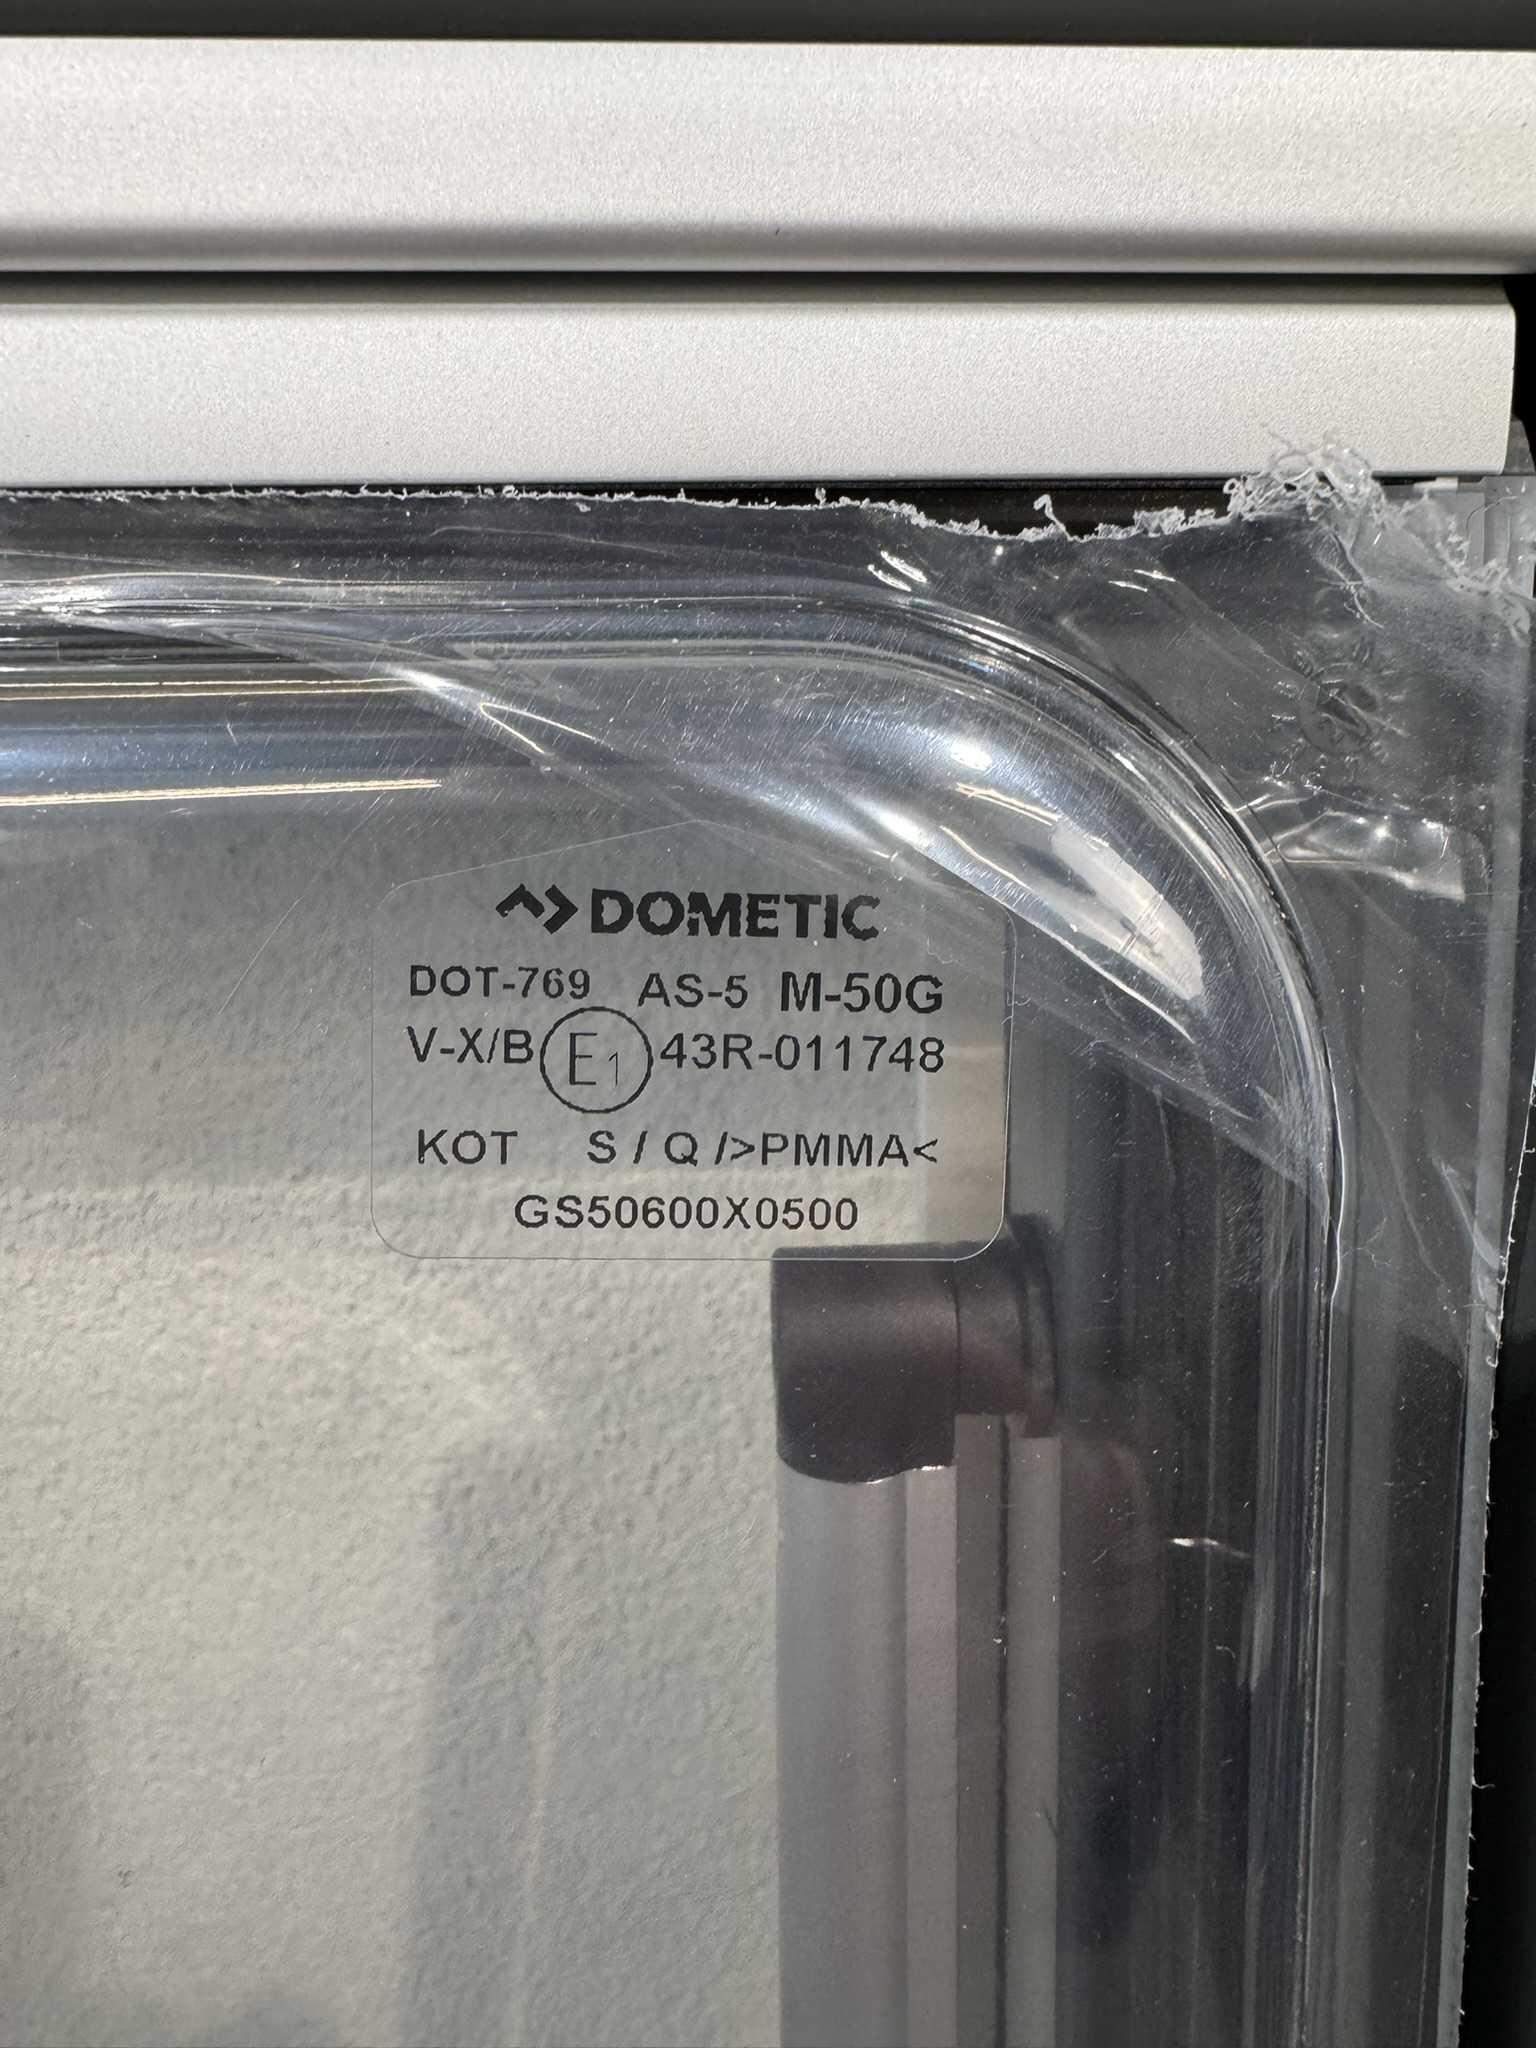 DOMETIC
DOT-769 AS-5 M-50G
V-X/B E1 43R-011748
KOT S / Q />PMMA<
GS50600X0500